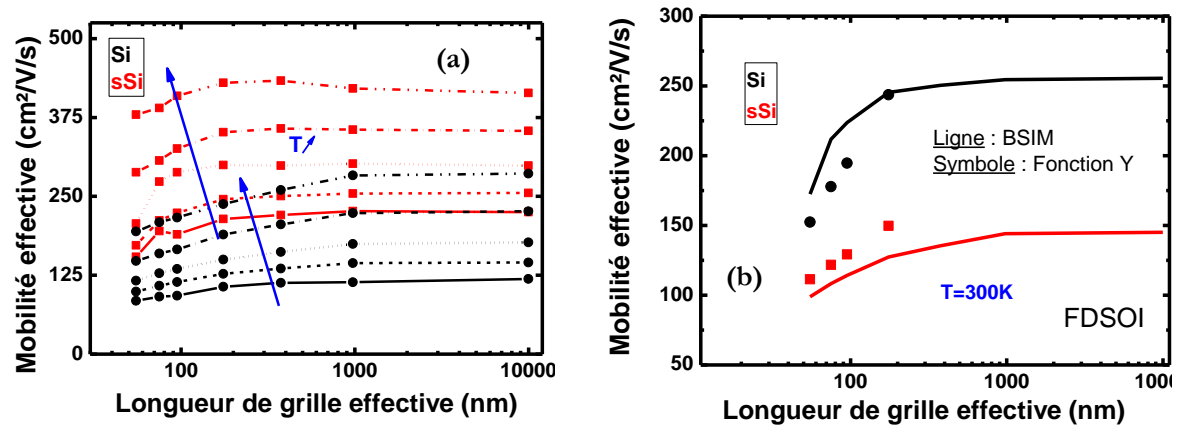 Mobilité effective (cm²/V/s)
500
375
250
125
0
Si
sSi
(a)
T
100
1000
10000
Longueur de grille effective (nm)
Mobilité effective (cm²/V/s)
300
250
200
150
100
50
Si
sSi
Ligne : BSIM
Symbole : Fonction Y
(b)
T=300K
FDSOI
100
1000
1000
Longueur de grille effective (nm)